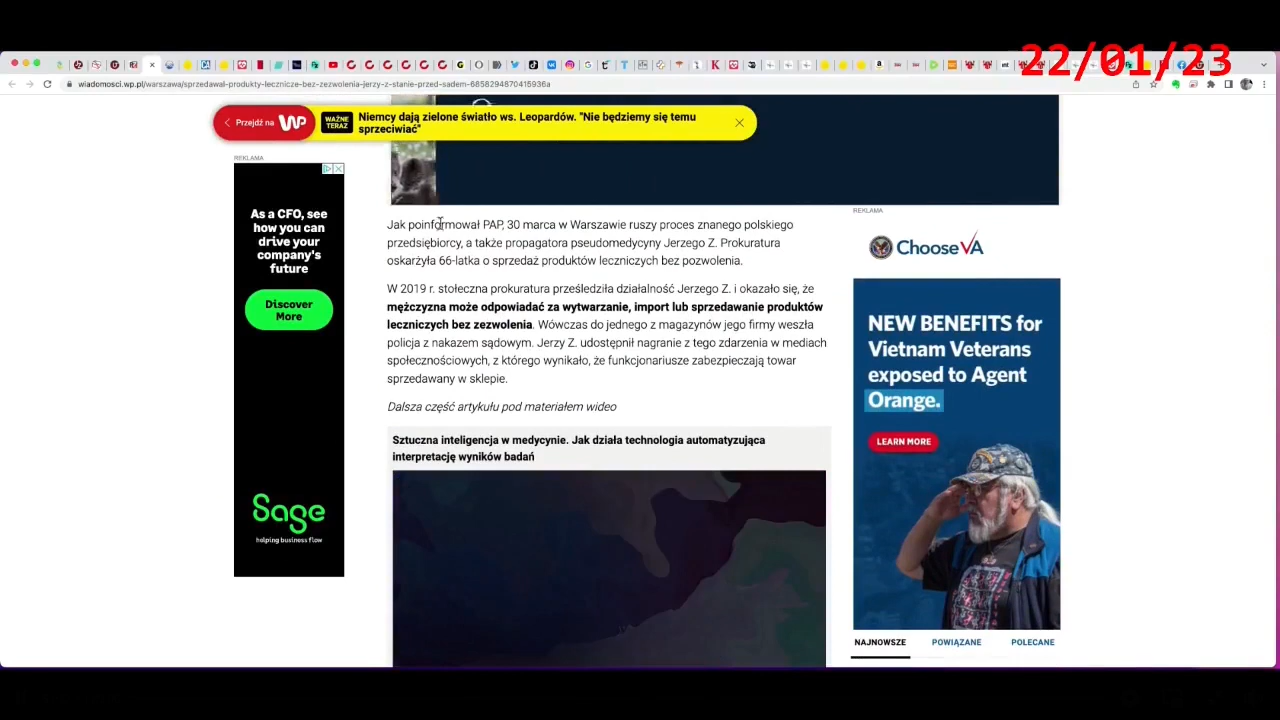 22/01/23
wiadomosci.wp.pl/warszawa/sprzedawal-produkty-lecznicze-bez-zezwolenia-jerzy-z-stanie-przed-sadem-6858294870415936a
Przejdź na WP
WAŻNE TERAZ
Niemcy dają zielone światło ws. Leopardów. "Nie będziemy się temu
sprzeciwiać"
REKLAMA
As a CFO, see
how you can
drive your
company's
future
Discover
More
Sage
helping business flow
Jak poinformował PAP, 30 marca w Warszawie ruszy proces znanego polskiego
przedsiębiorcy, a także propagatora pseudomedycyny Jerzego Z. Prokuratura
oskarżyła 66-latka o sprzedaż produktów leczniczych bez pozwolenia.
W 2019 r. stołeczna prokuratura prześledziła działalność Jerzego Z. i okazało się, że
mężczyzna może odpowiadać za wytwarzanie, import lub sprzedawanie produktów
leczniczych bez zezwolenia. Wówczas do jednego z magazynów jego firmy weszła
policja z nakazem sądowym. Jerzy Z. udostępnił nagranie z tego zdarzenia w mediach
społecznościowych, z którego wynikało, że funkcjonariusze zabezpieczają towar
sprzedawany w sklepie.
Dalsza część artykułu pod materiałem wideo
Sztuczna inteligencja w medycynie. Jak działa technologia automatyzująca
interpretację wyników badań
REKLAMA
ChooseVA
NEW BENEFITS for
Vietnam Veterans
exposed to Agent
Orange.
LEARN MORE
NAJNOWSZE POWIĄZANE POLECANE